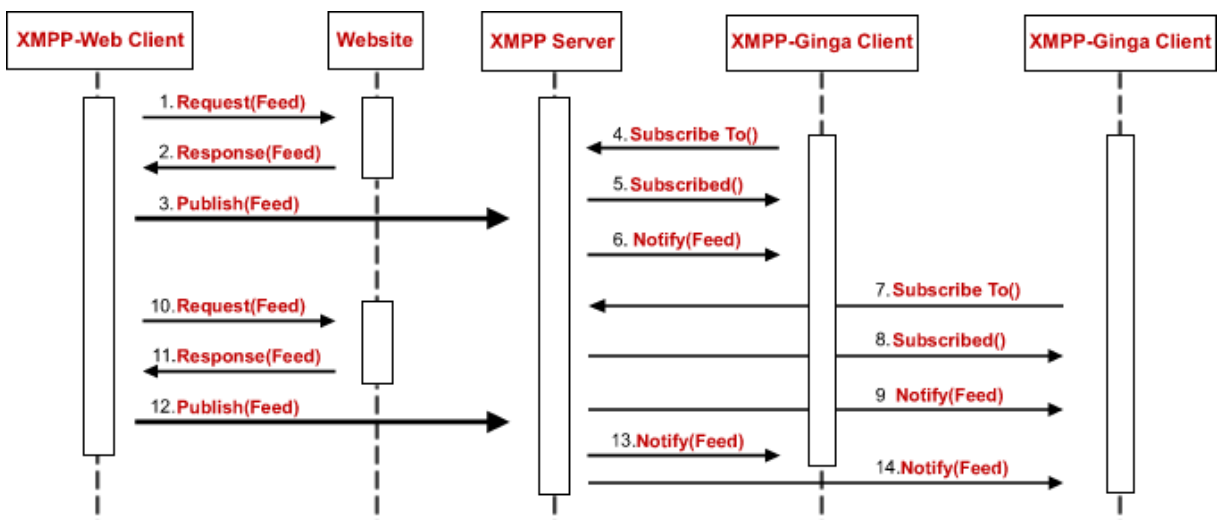 XMPP-Web Client
Website
XMPP Server
XMPP-Ginga Client
XMPP-Ginga Client
1. Request(Feed)
2. Response(Feed)
3. Publish(Feed)
4. Subscribe To()
5. Subscribed()
6. Notify(Feed)
7. Subscribe To()
8. Subscribed()
9 Notify(Feed)
10. Request(Feed)
11. Response(Feed)
12. Publish(Feed)
13. Notify(Feed)
14. Notify(Feed)